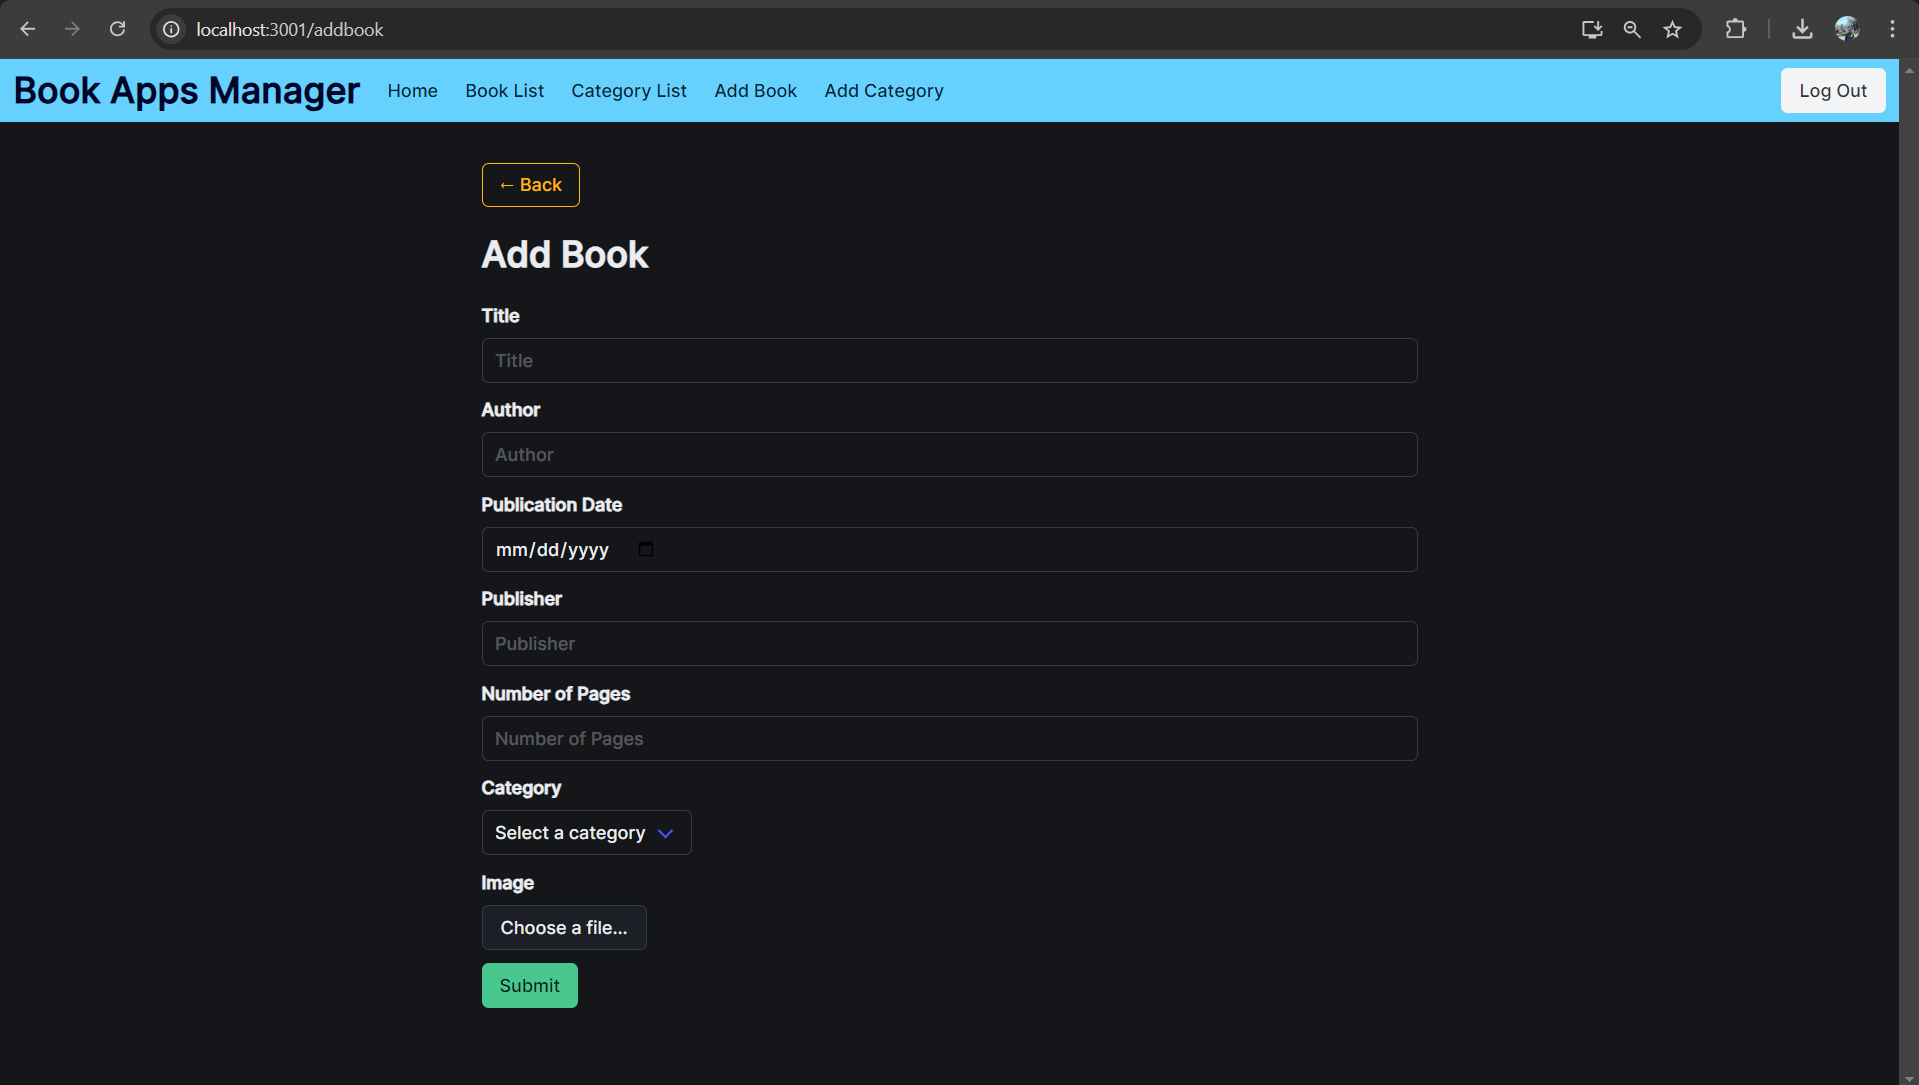 localhost:3001/addbook
Book Apps Manager Home Book List Category List Add Book Add Category Log Out
← Back
Add Book
Title
Title
Author
Author
Publication Date
mm/dd/yyyy
Publisher
Publisher
Number of Pages
Number of Pages
Category
Select a category
Image
Choose a file...
Submit